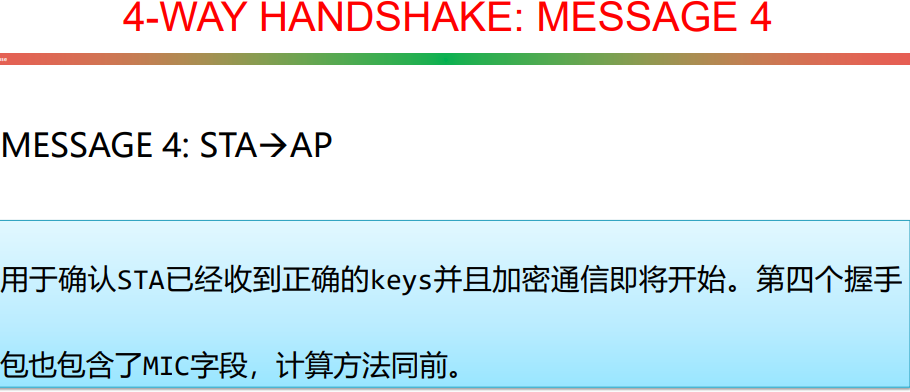 4-WAY HANDSHAKE: MESSAGE 4
MESSAGE 4: STA→AP
用于确认STA已经收到正确的keys并且加密通信即将开始。第四个握手
包也包含了MIC字段，计算方法同前。